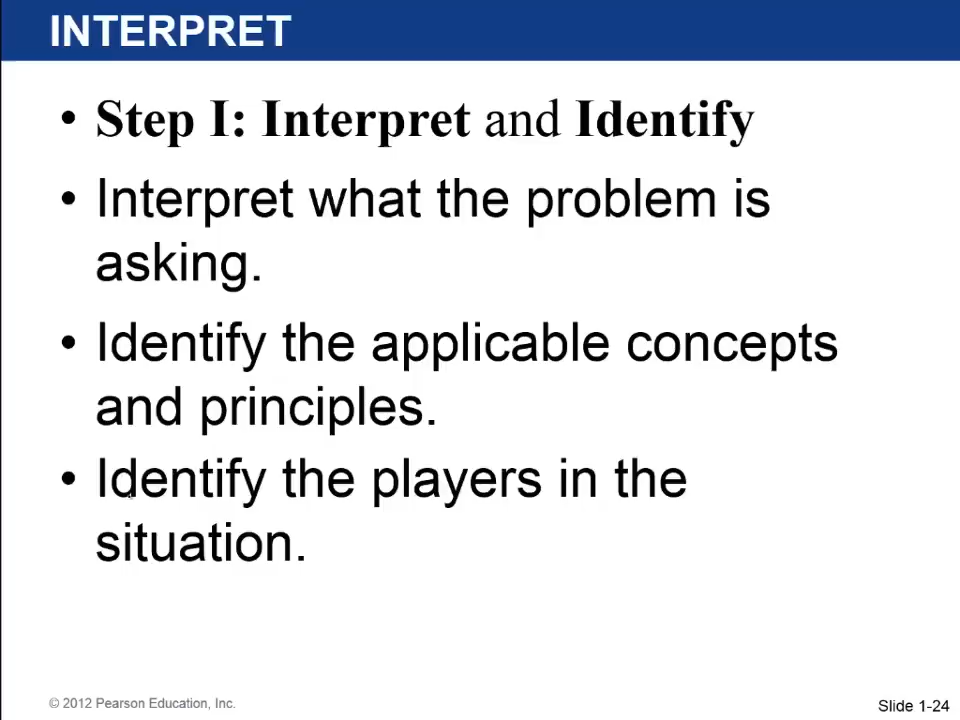 INTERPRET
• Step I: Interpret and Identify
• Interpret what the problem is
asking.
• Identify the applicable concepts
and principles.
• Identify the players in the
situation.
© 2012 Pearson Education, Inc.
Slide 1-24